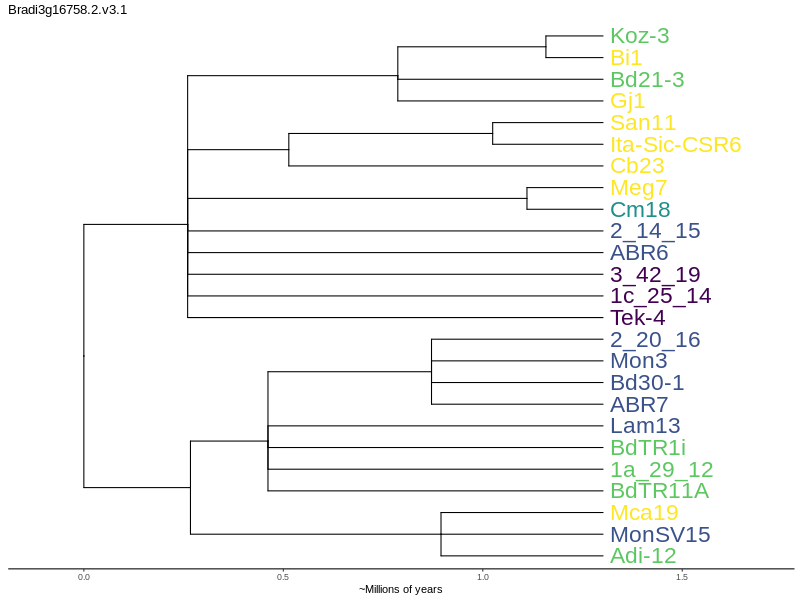 Bradi3g16758.2.v3.1
Koz-3
Bi1
Bd21-3
Gj1
San11
Ita-Sic-CSR6
Cb23
Meg7
Cm18
2_14_15
ABR6
3_42_19
1c_25_14
Tek-4
2_20_16
Mon3
Bd30-1
ABR7
Lam13
BdTR1i
1a_29_12
BdTR11A
Mca19
MonSV15
Adi-12
0.0 0.5 1.0 1.5
~Millions of years